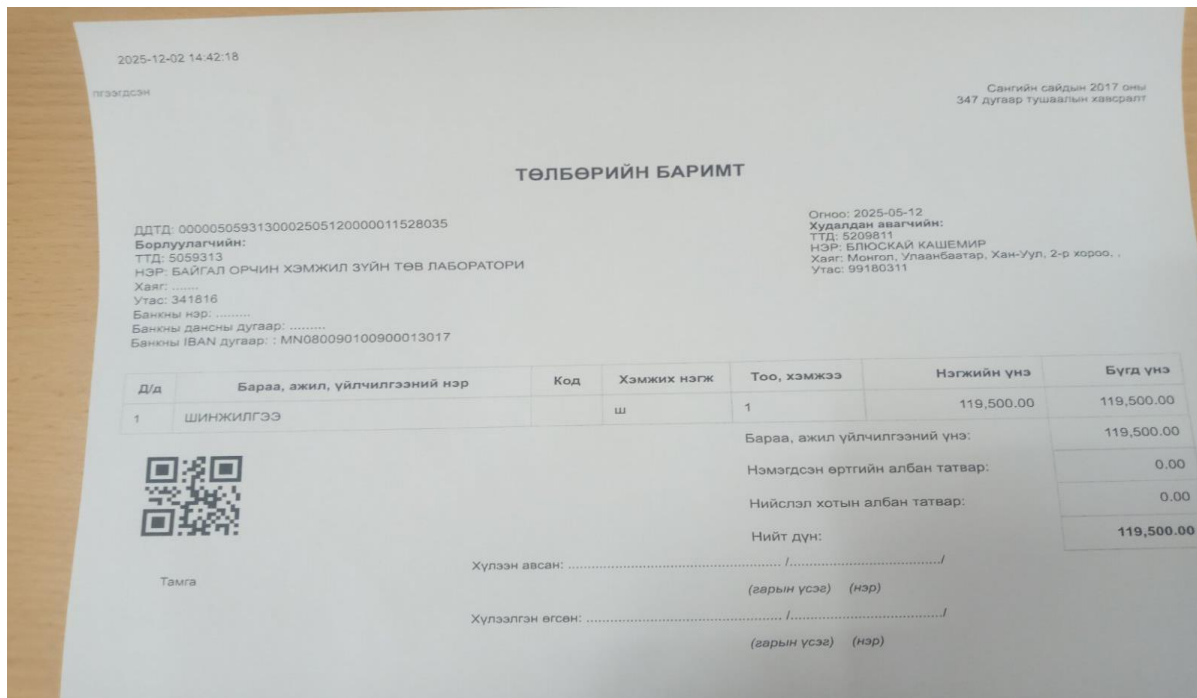 2025-12-02 14:42:18
лгээгдсэн
Сангийн сайдын 2017 оны
347 дугаар тушаалын хавсралт
ТӨЛБӨРИЙН БАРИМТ
ДДТД: 0000050593130002505120000011528035
Борлуулагчийн:
ТТД: 5059313
НЭР: БАЙГАЛ ОРЧИН ХЭМЖИЛ ЗҮЙН ТӨВ ЛАБОРАТОРИ
Хаяг: .......
Утас: 341816
Банкны нэр: .........
Банкны дансны дугаар: .........
Банкны IBAN дугаар: : MN080090100900013017
Огноо: 2025-05-12
Худалдан авагчийн:
ТТД: 5209811
НЭР: БЛЮСКАЙ КАШЕМИР
Хаяг: Монгол, Улаанбаатар, Хан-Уул, 2-р хороо, ,
Утас: 99180311
Д/д Бараа, ажил, үйлчилгээний нэр Код Хэмжих нэгж Тоо, хэмжээ Нэгжийн үнэ Бүгд үнэ
1 ШИНЖИЛГЭЭ ш 1 119,500.00 119,500.00
Бараа, ажил үйлчилгээний үнэ: 119,500.00
Нэмэгдсэн өртгийн албан татвар: 0.00
Нийслэл хотын албан татвар: 0.00
Нийт дүн: 119,500.00
Тамга
Хүлээн авсан: ................................................ /..................................../
(гарын үсэг) (нэр)
Хүлээлгэн өгсөн: ............................................ /..................................../
(гарын үсэг) (нэр)